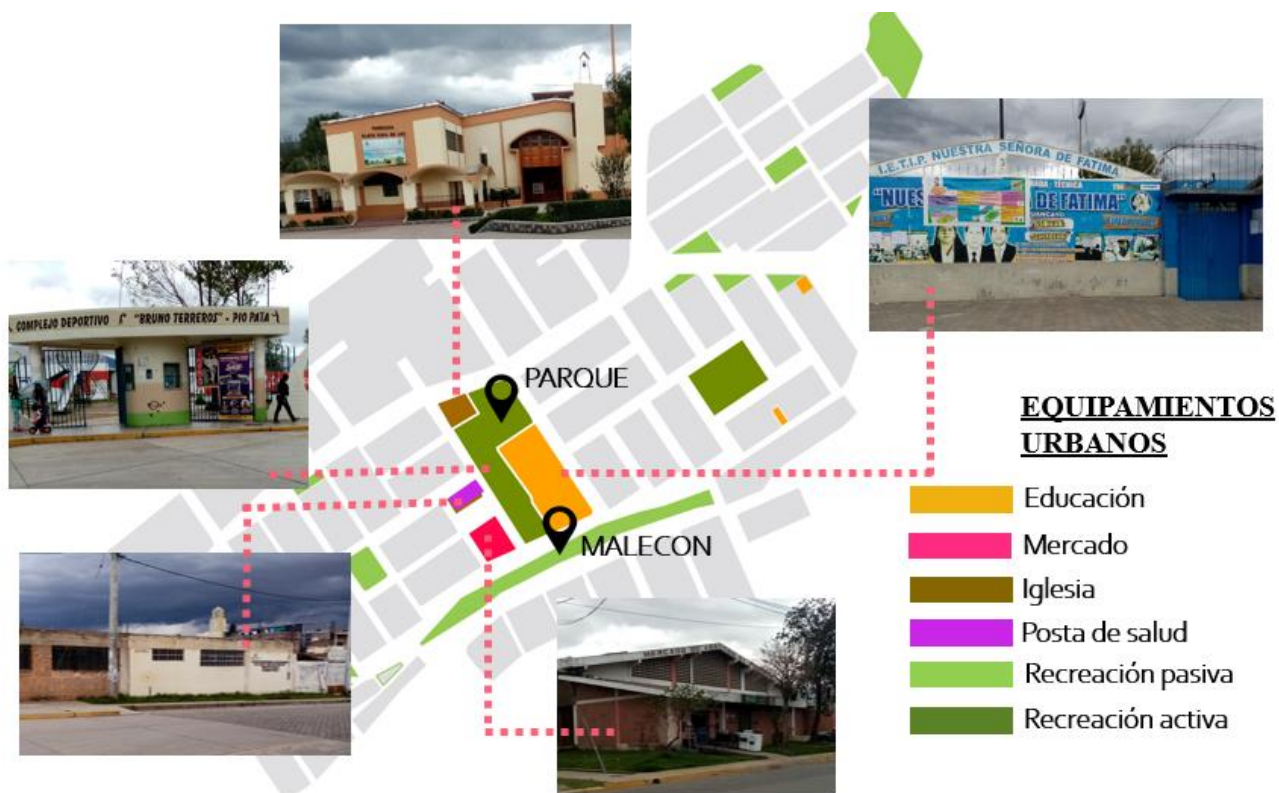 I.E.T.I.P. NUESTRA SEÑORA DE FATIMA
DE FATIMA"
COMPLEJO DEPORTIVO "BRUNO TERREROS" - PIO PATA
PARQUE
MALECON
EQUIPAMIENTOS
URBANOS
Educación
Mercado
Iglesia
Posta de salud
Recreación pasiva
Recreación activa